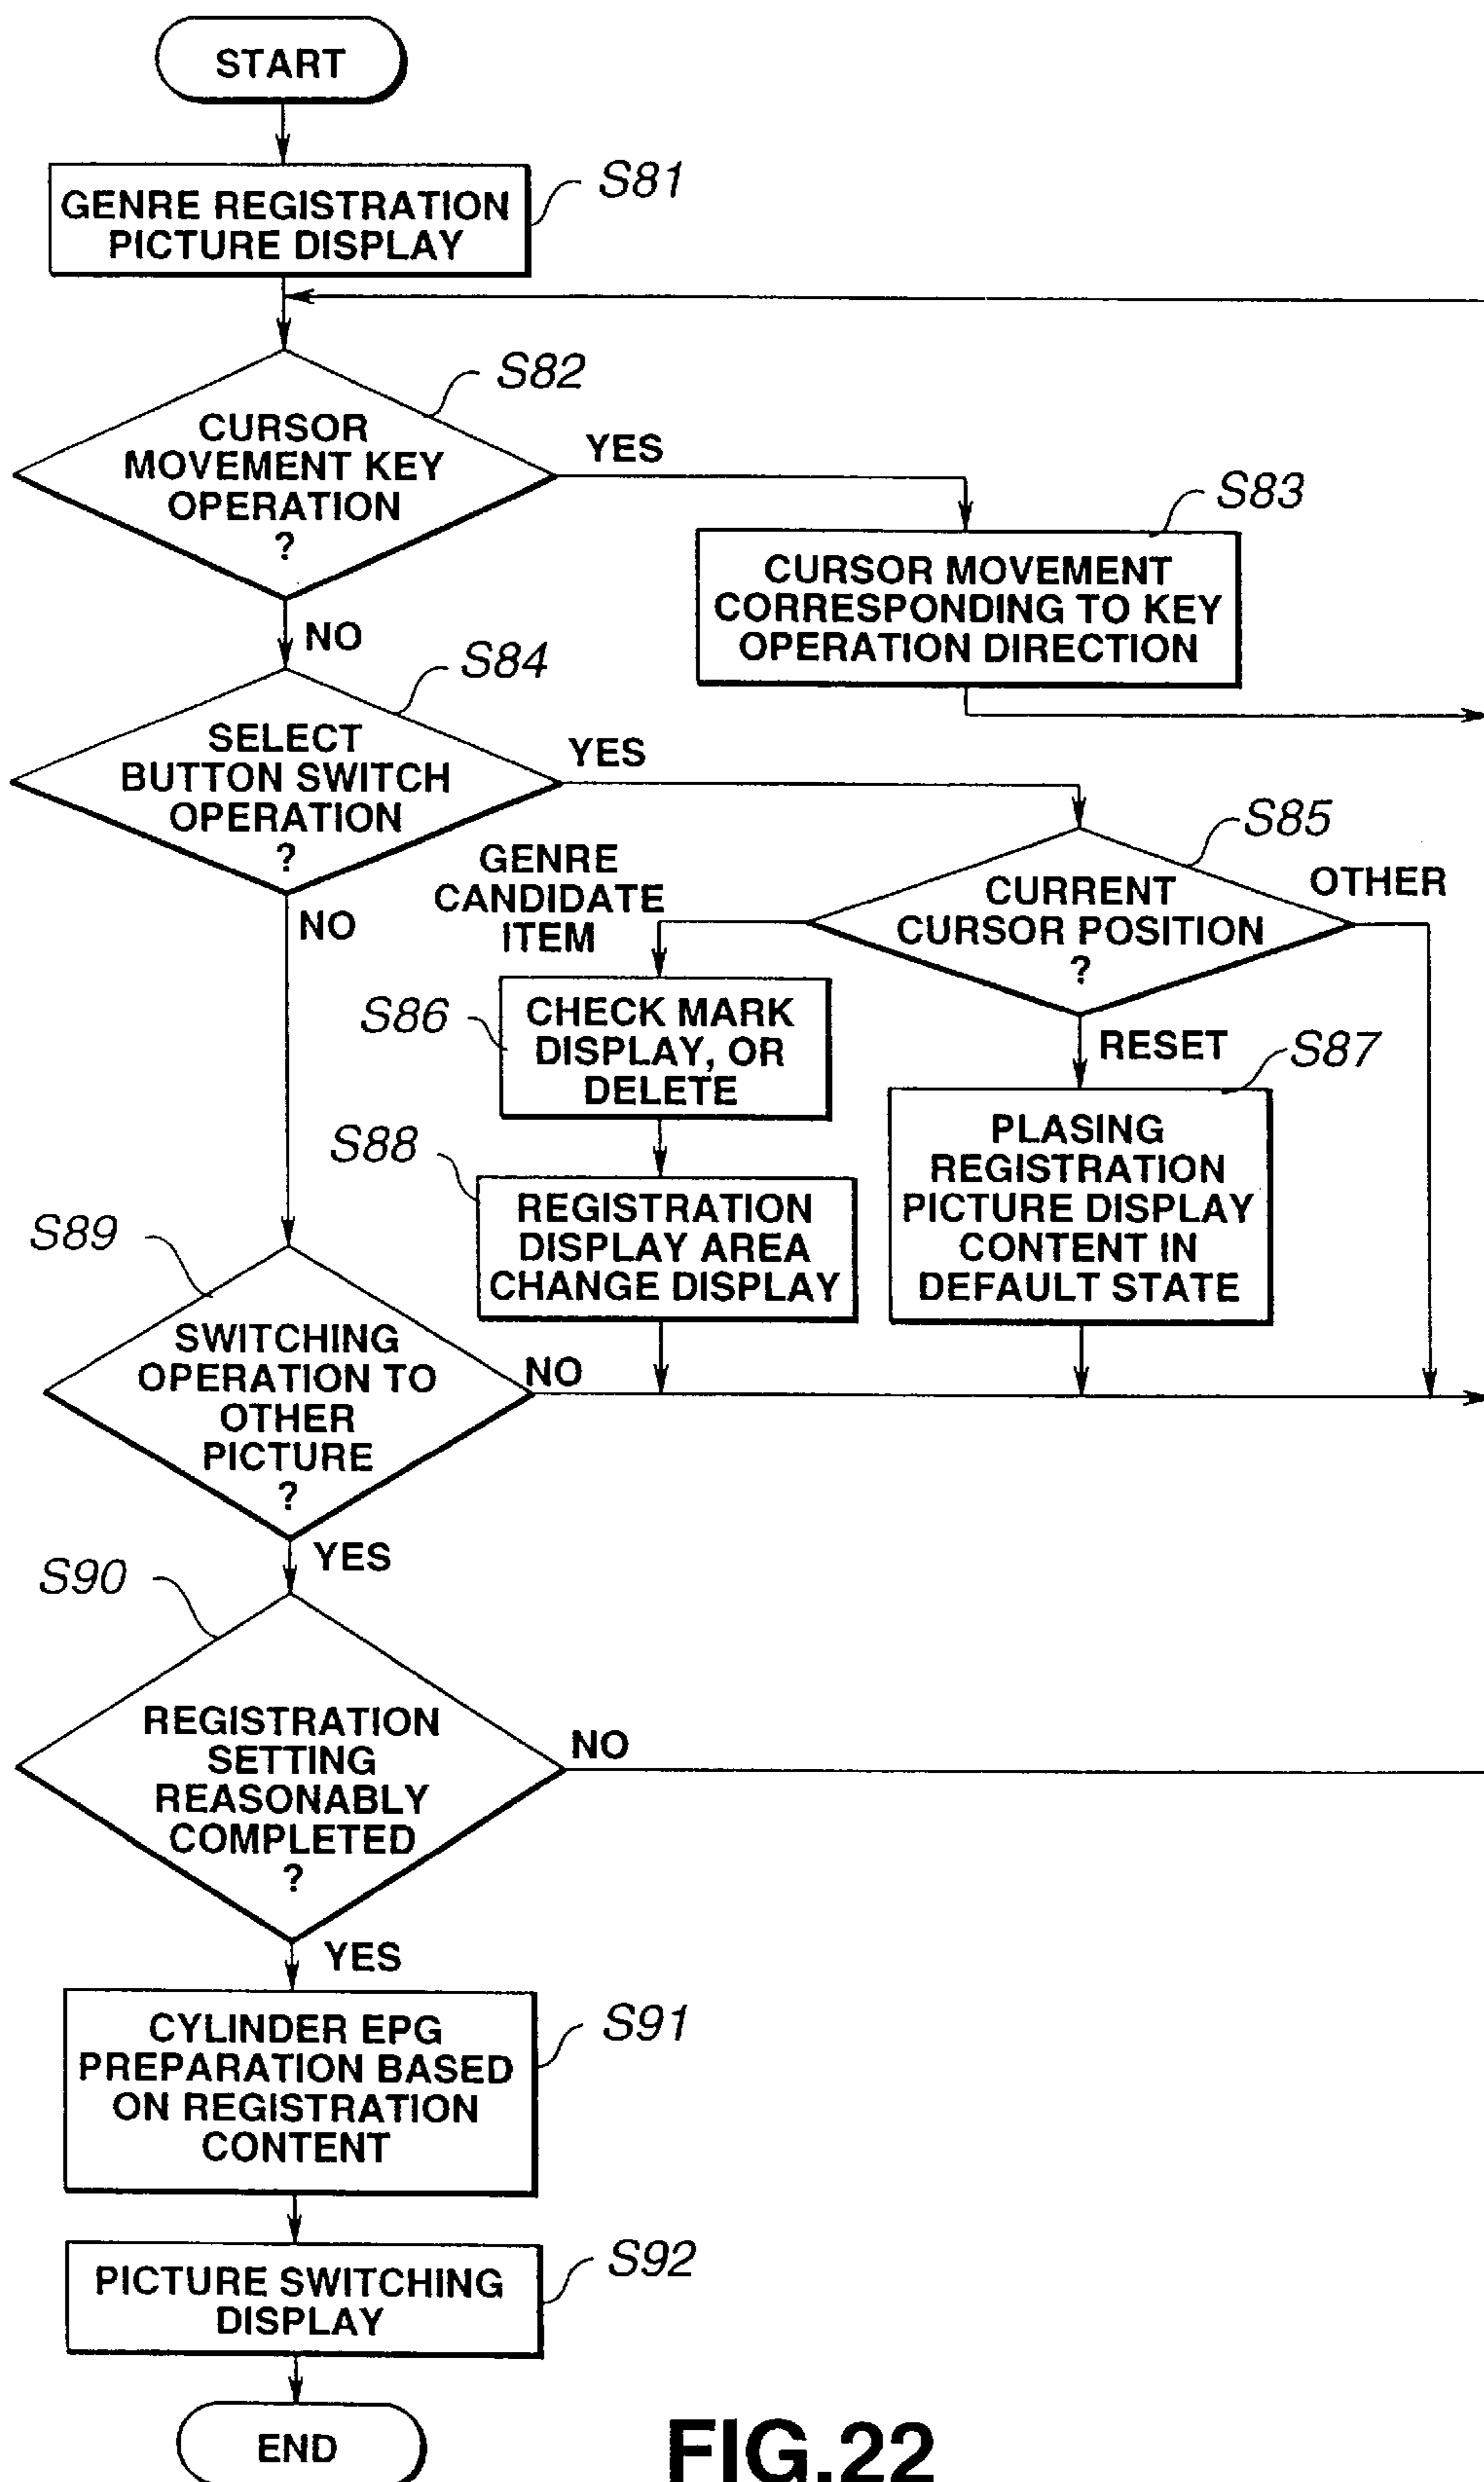 START
S81
GENRE REGISTRATION
PICTURE DISPLAY
S82
CURSOR
MOVEMENT KEY
OPERATION
?
YES
NO
S83
CURSOR MOVEMENT
CORRESPONDING TO KEY
OPERATION DIRECTION
S84
SELECT
BUTTON SWITCH
OPERATION
?
YES
NO
S85
CURRENT
CURSOR POSITION
?
OTHER
GENRE
CANDIDATE
ITEM
RESET
S86
CHECK MARK
DISPLAY, OR
DELETE
S87
PLASING
REGISTRATION
PICTURE DISPLAY
CONTENT IN
DEFAULT STATE
S88
REGISTRATION
DISPLAY AREA
CHANGE DISPLAY
S89
SWITCHING
OPERATION TO
OTHER
PICTURE
?
NO
YES
S90
REGISTRATION
SETTING
REASONABLY
COMPLETED
?
NO
YES
S91
CYLINDER EPG
PREPARATION BASED
ON REGISTRATION
CONTENT
S92
PICTURE SWITCHING
DISPLAY
END
FIG.22